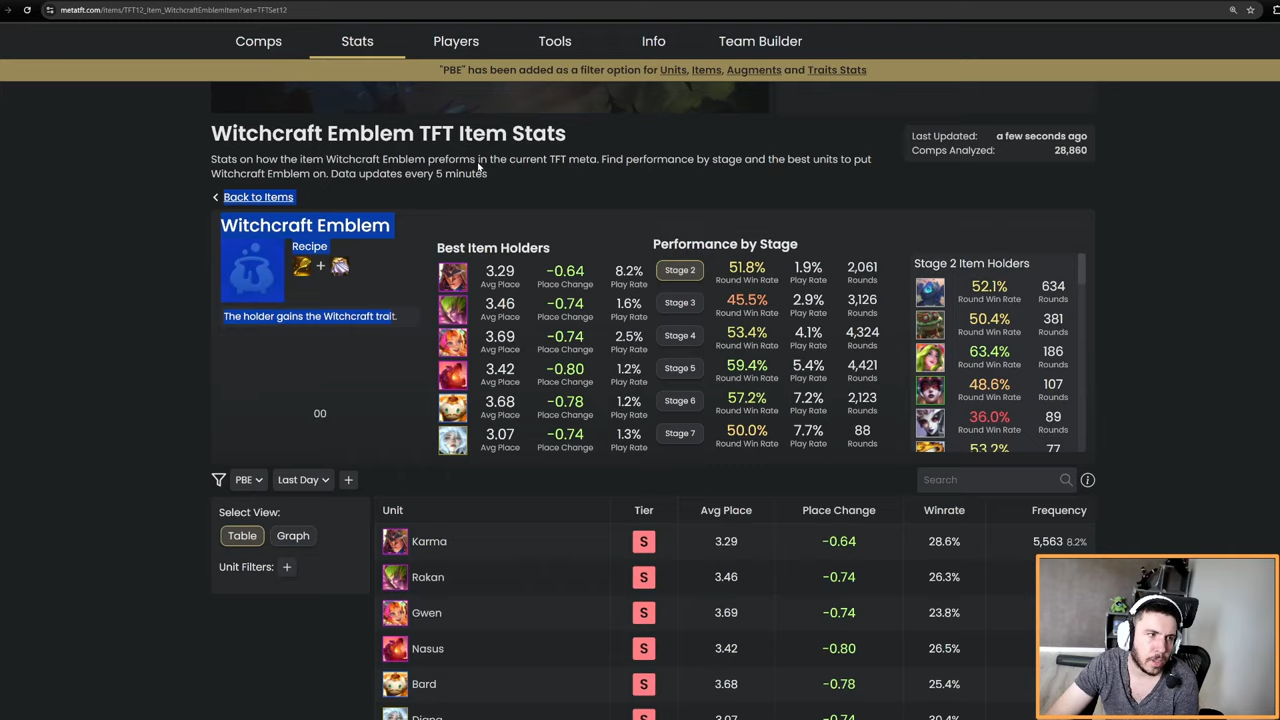 metatft.com/items/TFT12_Item_WitchcraftEmblemItem?set=TFTSet12
Comps
Stats
Players
Tools
Info
Team Builder
"PBE" has been added as a filter option for Units, Items, Augments and Traits Stats
Witchcraft Emblem TFT Item Stats
Stats on how the item Witchcraft Emblem preforms in the current TFT meta. Find performance by stage and the best units to put
Witchcraft Emblem on. Data updates every 5 minutes
Last Updated: a few seconds ago
Comps Analyzed: 28,860
Back to Items
Witchcraft Emblem
Recipe
+
The holder gains the Witchcraft trait.
00
Best Item Holders
3.29 -0.64 8.2%
Avg Place Place Change Play Rate
3.46 -0.74 1.6%
Avg Place Place Change Play Rate
3.69 -0.74 2.5%
Avg Place Place Change Play Rate
3.42 -0.80 1.2%
Avg Place Place Change Play Rate
3.68 -0.78 1.2%
Avg Place Place Change Play Rate
3.07 -0.74 1.3%
Avg Place Place Change Play Rate
Performance by Stage
Stage 2 51.8% 1.9% 2,061
Round Win Rate Play Rate Rounds
Stage 3 45.5% 2.9% 3,126
Round Win Rate Play Rate Rounds
Stage 4 53.4% 4.1% 4,324
Round Win Rate Play Rate Rounds
Stage 5 59.4% 5.4% 4,421
Round Win Rate Play Rate Rounds
Stage 6 57.2% 7.2% 2,123
Round Win Rate Play Rate Rounds
Stage 7 50.0% 7.7% 88
Round Win Rate Play Rate Rounds
Stage 2 Item Holders
52.1% 634
Round Win Rate Rounds
50.4% 381
Round Win Rate Rounds
63.4% 186
Round Win Rate Rounds
48.6% 107
Round Win Rate Rounds
36.0% 89
Round Win Rate Rounds
53.2% 77
PBE
Last Day
+
Search
Select View:
Table
Graph
Unit Filters: +
Unit Tier Avg Place Place Change Winrate Frequency
Karma S 3.29 -0.64 28.6% 5,563 8.2%
Rakan S 3.46 -0.74 26.3%
Gwen S 3.69 -0.74 23.8%
Nasus S 3.42 -0.80 26.5%
Bard S 3.68 -0.78 25.4%
Diana S 3.07 -0.74 30.4%